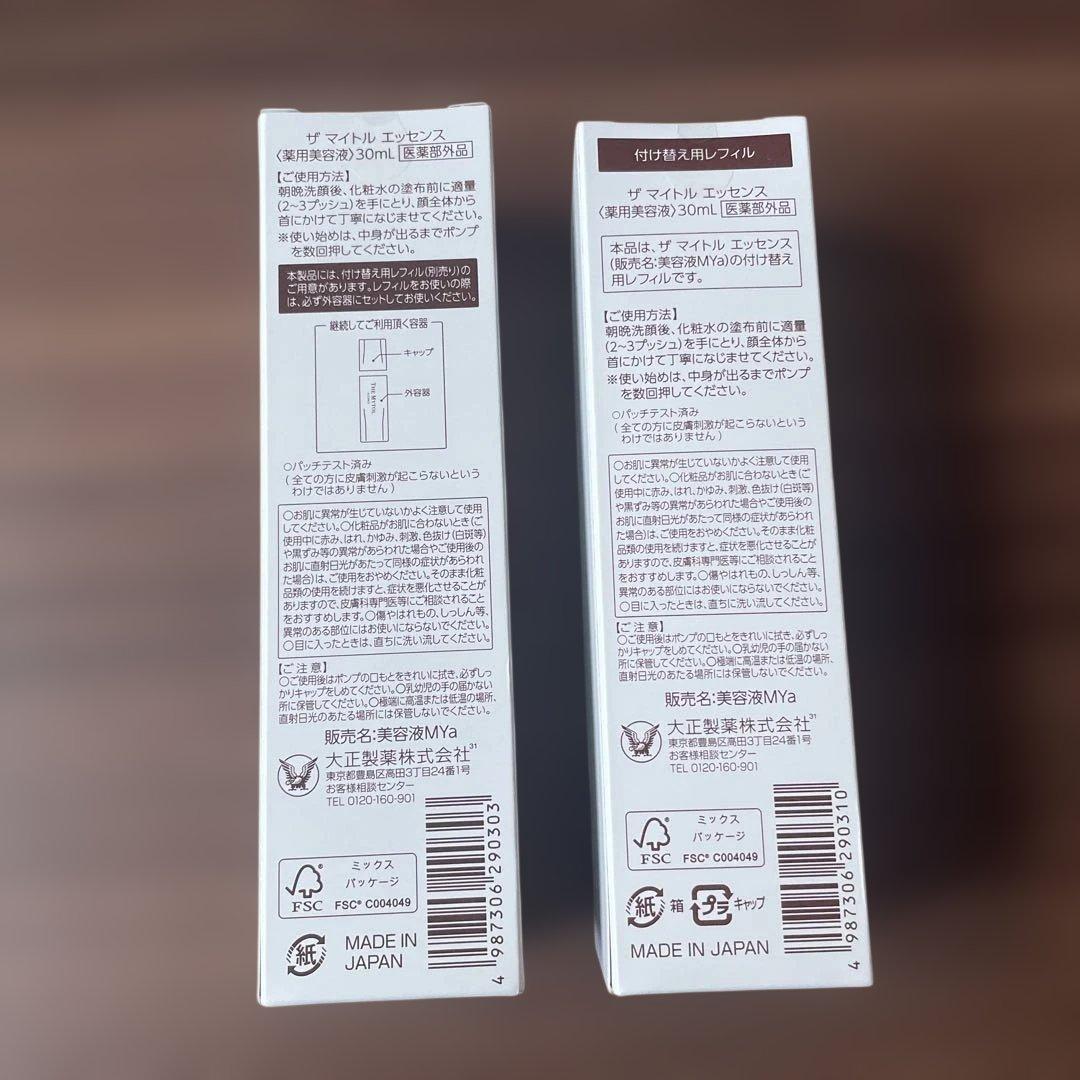 ザ マイトル エッセンス
〈薬用美容液〉30mL 医薬部外品
【ご使用方法】
朝晩洗顔後、化粧水の塗布前に適量
(2~3プッシュ)を手にとり、顔全体から
首にかけて丁寧になじませてください。
※使い始めは、中身が出るまでポンプ
を数回押してください。
本製品には、付け替え用レフィル(別売り)の
ご用意があります。レフィルをお使いの際
は、必ず外容器にセットしてお使いください。
継続してご利用頂く容器
キャップ
THE MYTOL
外容器
○パッチテスト済み
(全ての方に皮膚刺激が起こらないという
わけではありません)
○お肌に異常が生じていないかよく注意して使用
してください。○化粧品がお肌に合わないとき(ご
使用中に赤み、はれ、かゆみ、刺激、色抜け(白斑等)
や黒ずみ等の異常があらわれた場合やご使用後の
お肌に直射日光があたって同様の症状があらわれ
た場合)は、ご使用をおやめください。そのまま化粧
品類の使用を続けますと、症状を悪化させることが
ありますので、皮膚科専門医等にご相談されること
をおすすめします。○傷やはれもの、しっしん等、
異常のある部位にはお使いにならないでください。
○目に入ったときは、直ちに洗い流してください。
【ご注意】
○ご使用後はポンプの口もとをきれいに拭き、必ずしっ
かりキャップをしめてください。○乳幼児の手の届かない
所に保管してください。○極端に高温または低温の場所、
直射日光のあたる場所には保管しないでください。
販売名:美容液MYa
大正製薬株式会社31
東京都豊島区高田3丁目24番1号
お客様相談センター
TEL 0120-160-901
FSC
ミックス
パッケージ
FSC® C004049
紙
MADE IN
JAPAN
4 987306 290303
付け替え用レフィル
ザ マイトル エッセンス
〈薬用美容液〉30mL 医薬部外品
本品は、ザ マイトル エッセンス
(販売名:美容液MYa)の付け替え
用レフィルです。
【ご使用方法】
朝晩洗顔後、化粧水の塗布前に適量
(2~3プッシュ)を手にとり、顔全体から
首にかけて丁寧になじませてください。
※使い始めは、中身が出るまでポンプ
を数回押してください。
○パッチテスト済み
(全ての方に皮膚刺激が起こらないという
わけではありません)
○お肌に異常が生じていないかよく注意して使用
してください。○化粧品がお肌に合わないとき(ご
使用中に赤み、はれ、かゆみ、刺激、色抜け(白斑等)
や黒ずみ等の異常があらわれた場合やご使用後の
お肌に直射日光があたって同様の症状があらわれ
た場合)は、ご使用をおやめください。そのまま化粧
品類の使用を続けますと、症状を悪化させることが
ありますので、皮膚科専門医等にご相談されること
をおすすめします。○傷やはれもの、しっしん等、
異常のある部位にはお使いにならないでください。
○目に入ったときは、直ちに洗い流してください。
【ご注意】
○ご使用後はポンプの口もとをきれいに拭き、必ずしっ
かりキャップをしめてください。○乳幼児の手の届かない
所に保管してください。○極端に高温または低温の場所、
直射日光のあたる場所には保管しないでください。
販売名:美容液MYa
大正製薬株式会社31
東京都豊島区高田3丁目24番1号
お客様相談センター
TEL 0120-160-901
FSC
ミックス
パッケージ
FSC® C004049
紙 箱 プラ キャップ
MADE IN JAPAN
4 987306 290310